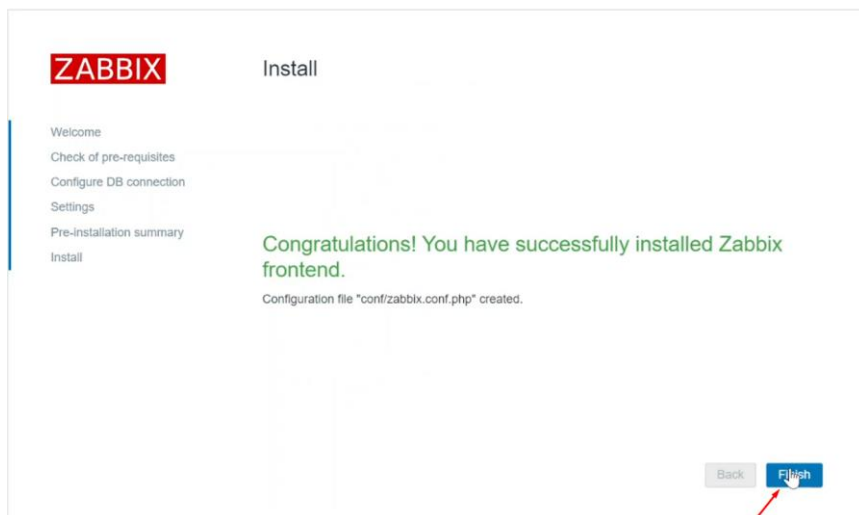 ZABBIX
Install
Welcome
Check of pre-requisites
Configure DB connection
Settings
Pre-installation summary
Install
Congratulations! You have successfully installed Zabbix
frontend.
Configuration file "conf/zabbix.conf.php" created.
Back
Finish